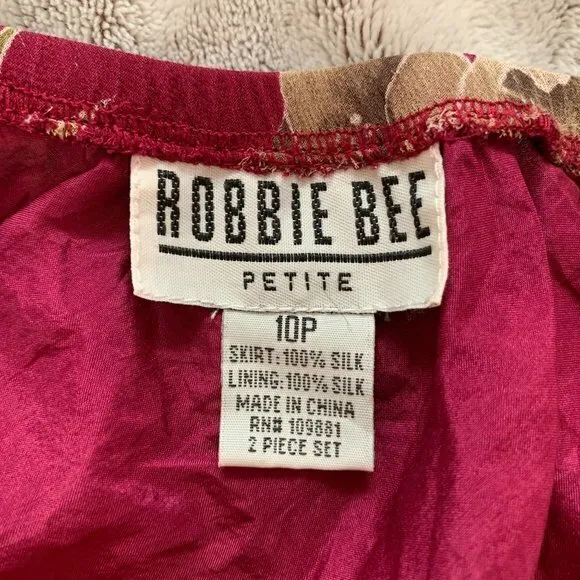 ROBBIE BEE
PETITE
10P
SKIRT: 100% SILK
LINING: 100% SILK
MADE IN CHINA
RN# 109881
2 PIECE SET